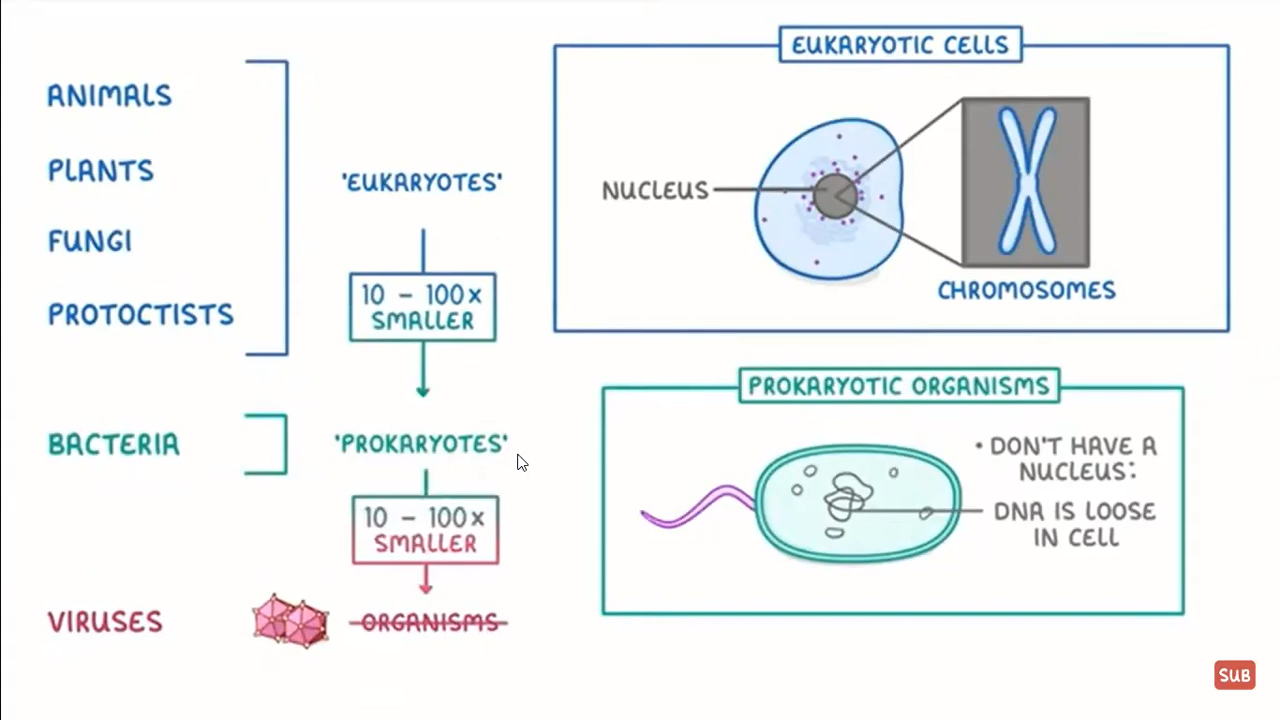 ANIMALS
PLANTS
FUNGI
PROTOCTISTS
'EUKARYOTES'
10 - 100x
SMALLER
BACTERIA
'PROKARYOTES'
10 - 100x
SMALLER
VIRUSES
ORGANISMS
EUKARYOTIC CELLS
NUCLEUS
CHROMOSOMES
PROKARYOTIC ORGANISMS
• DON'T HAVE A
NUCLEUS:
DNA IS LOOSE
IN CELL
SUB